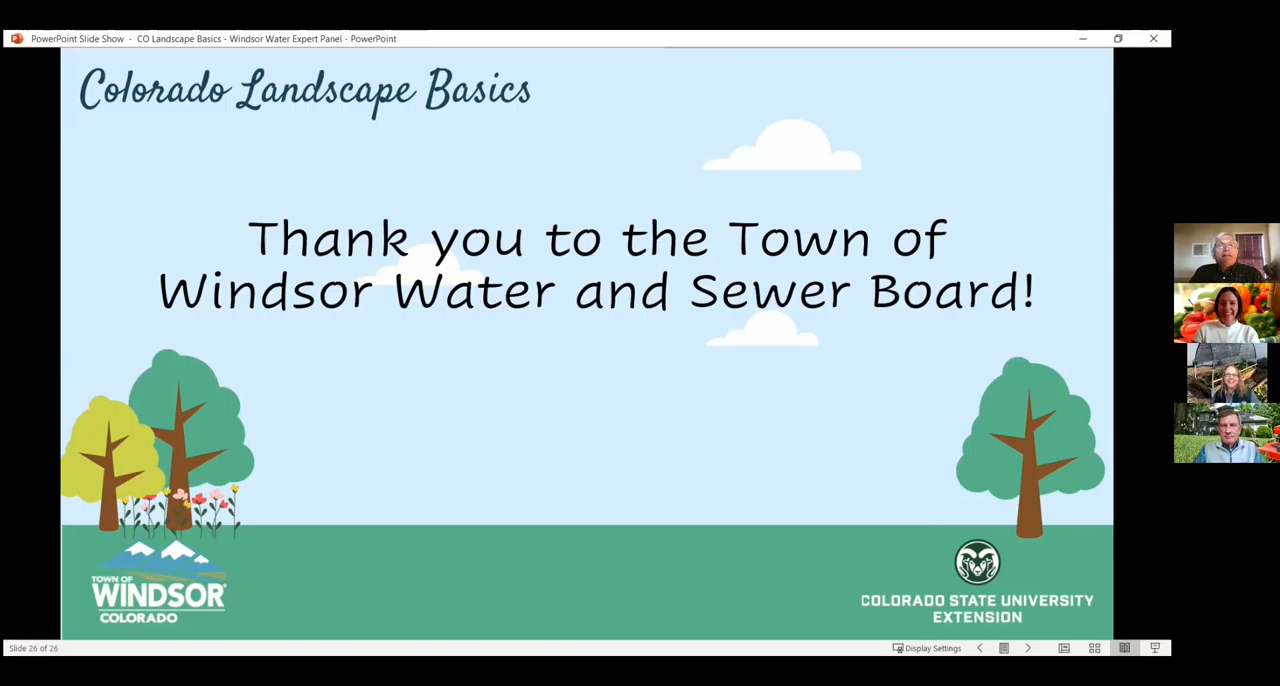 PowerPoint Slide Show - CO Landscape Basics - Windsor Water Expert Panel - PowerPoint
Colorado Landscape Basics
Thank you to the Town of
Windsor Water and Sewer Board!
TOWN OF
WINDSOR
COLORADO
COLORADO STATE UNIVERSITY
EXTENSION
Slide 26 of 26
Display Settings